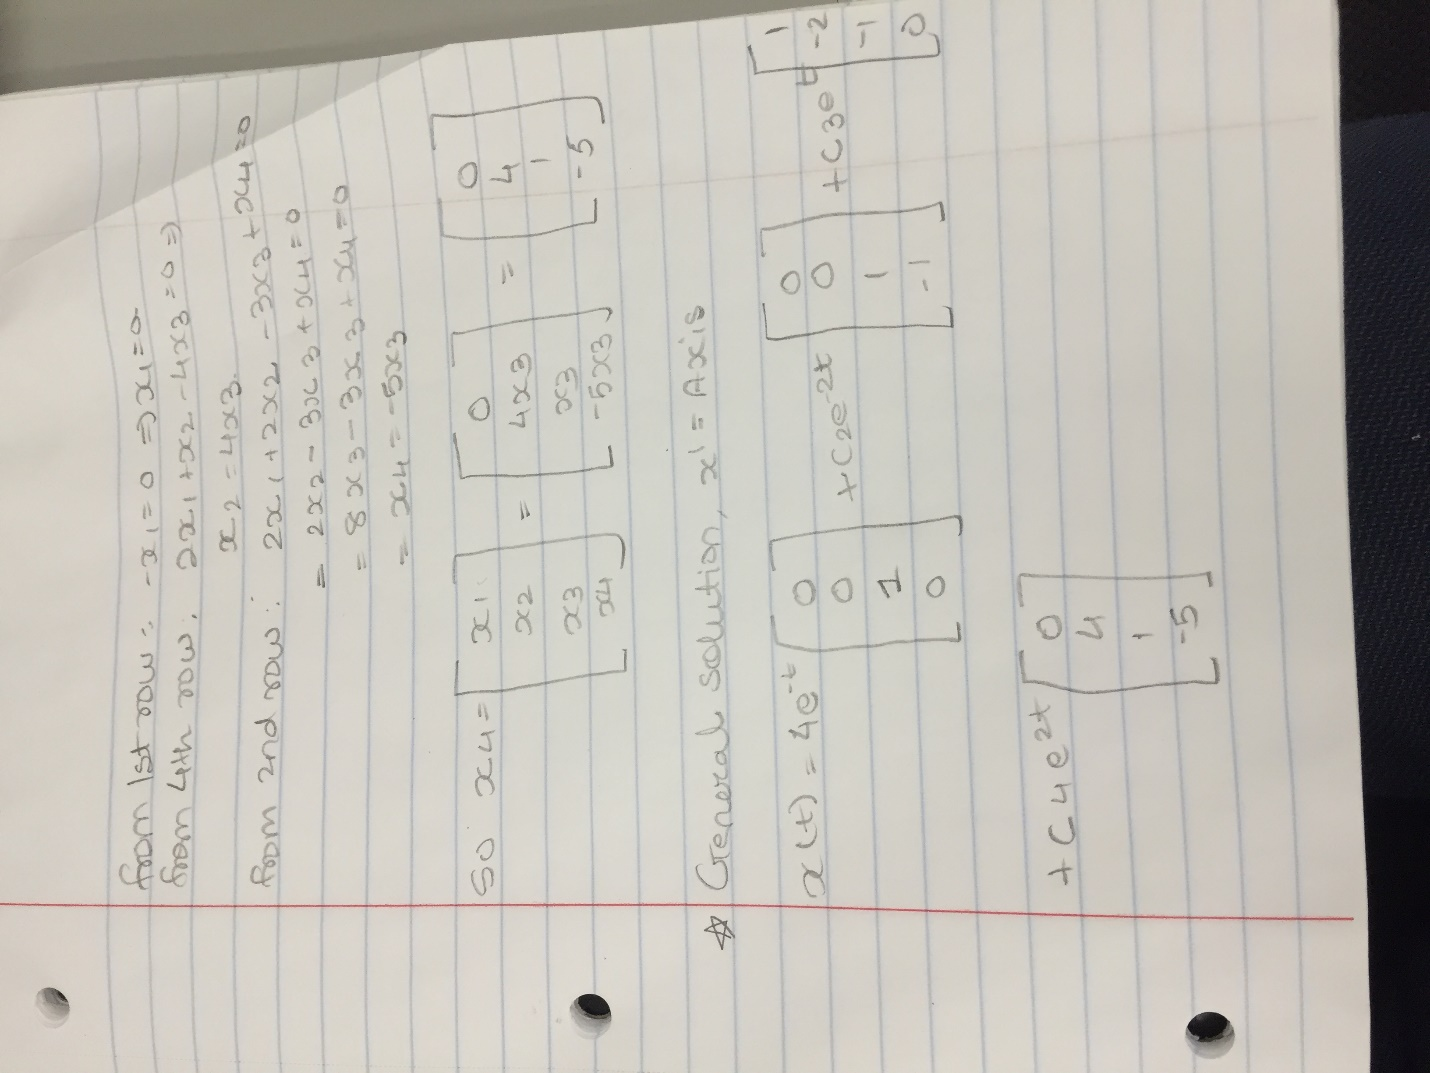 from 1st row: -x1 = 0 ⇒ x1 = 0
from 4th row: 2x1 + x2 - 4x3 = 0 ⇒
x2 = 4x3.
from 2nd row: 2x1 + 2x2 - 3x3 + x4 = 0
= 2x2 - 3x3 + x4 = 0
= 8x3 - 3x3 + x4 = 0
= x4 = -5x3
So x4 = [x1 x2 x3 x4] = [0 4x3 x3 -5x3] = [0 4 1 -5]
☆ General solution, x' = Ax is
x(t) = 4e^-t [0 0 1 0] + C2e^-2t [0 0 1 -1] + C3e^t [1 -2 -1 0]
+ C4e^2t [0 4 1 -5]